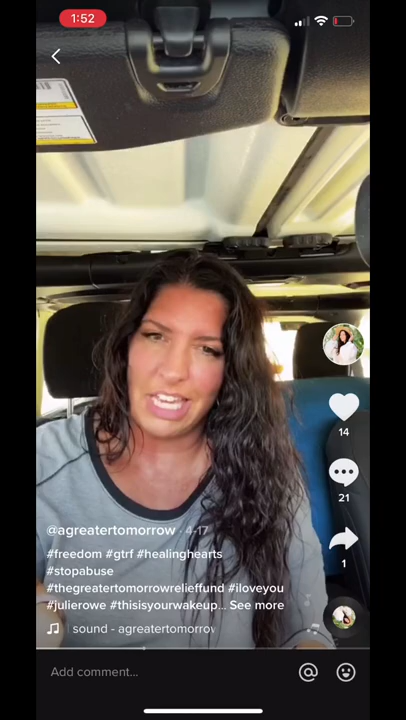 1:52
14
21
@agreatertomorrow · 4-17
#freedom #gtrf #healinghearts
#stopabuse
#thegreatertomorrowrelieffund #iloveyou
#julierowe #thisisyourwakeup... See more
1
sound - agreatertomorrow
Add comment...